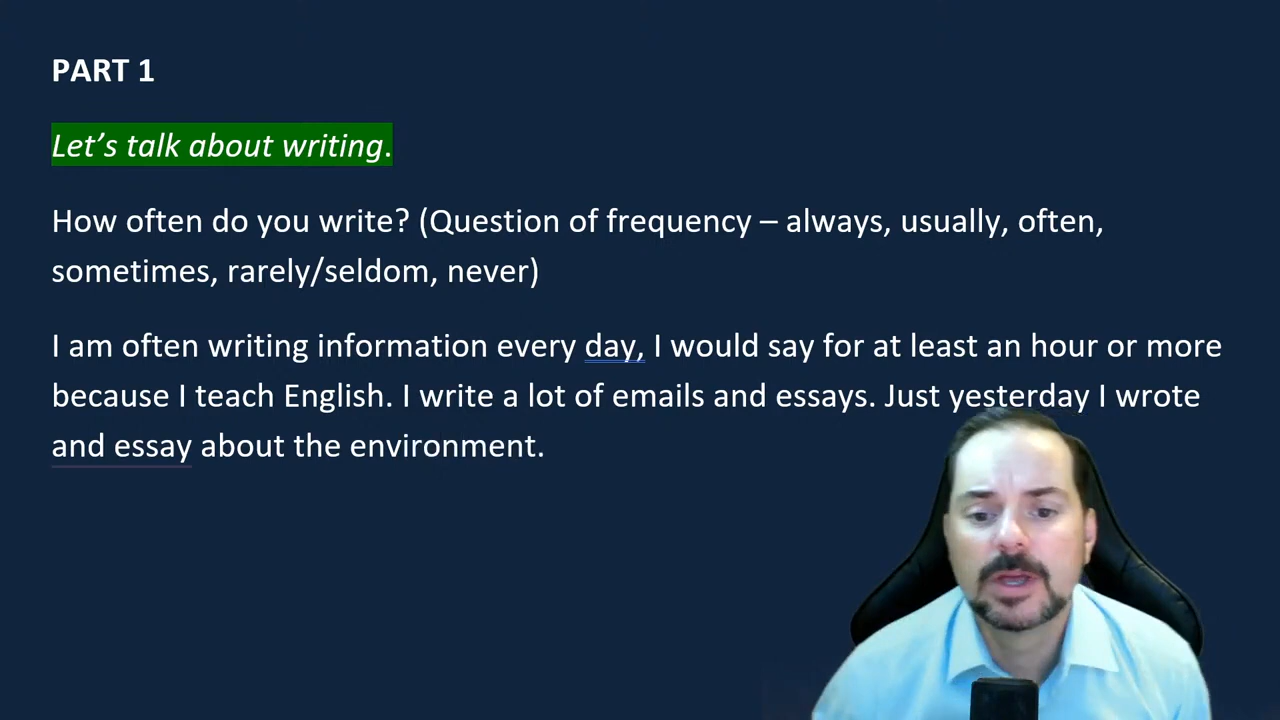 PART 1
Let’s talk about writing.
How often do you write? (Question of frequency – always, usually, often,
sometimes, rarely/seldom, never)
I am often writing information every day, I would say for at least an hour or more
because I teach English. I write a lot of emails and essays. Just yesterday I wrote
and essay about the environment.